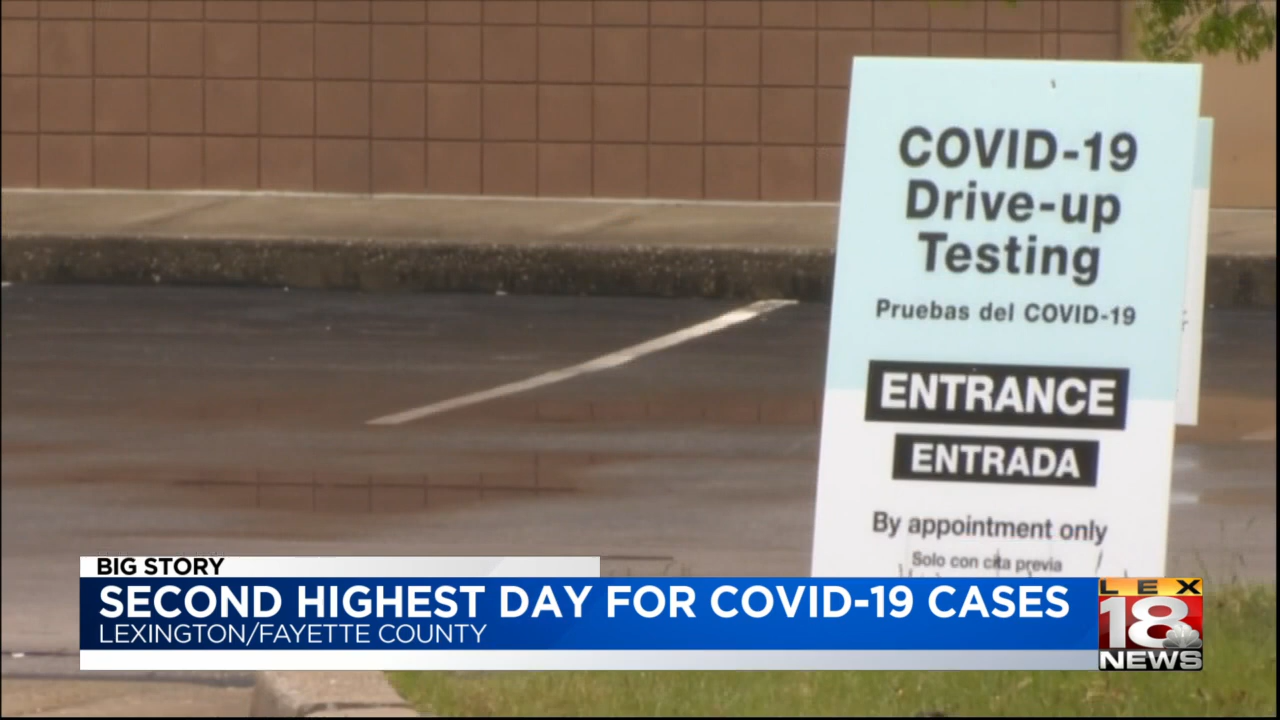 COVID-19
Drive-up
Testing
Pruebas del COVID-19
ENTRANCE
ENTRADA
By appointment only
Solo con cita previa
BIG STORY
SECOND HIGHEST DAY FOR COVID-19 CASES
LEXINGTON/FAYETTE COUNTY
LEX
18
NEWS